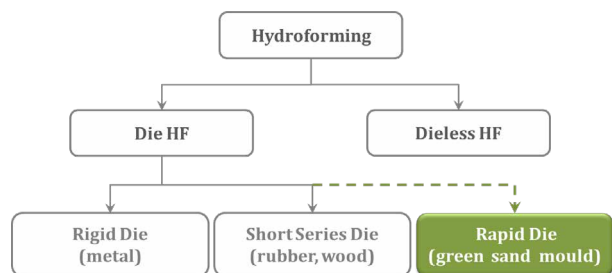 Hydroforming
Die HF
Dieless HF
Rigid Die
(metal)
Short Series Die
(rubber, wood)
Rapid Die
(green sand mould)